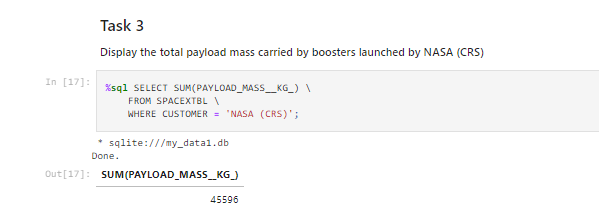 Task 3
Display the total payload mass carried by boosters launched by NASA (CRS)
In [17]:
%sql SELECT SUM(PAYLOAD_MASS__KG_) \
FROM SPACEXTBL \
WHERE CUSTOMER = 'NASA (CRS)';
* sqlite:///my_data1.db
Done.
Out[17]:
SUM(PAYLOAD_MASS__KG_)
45596